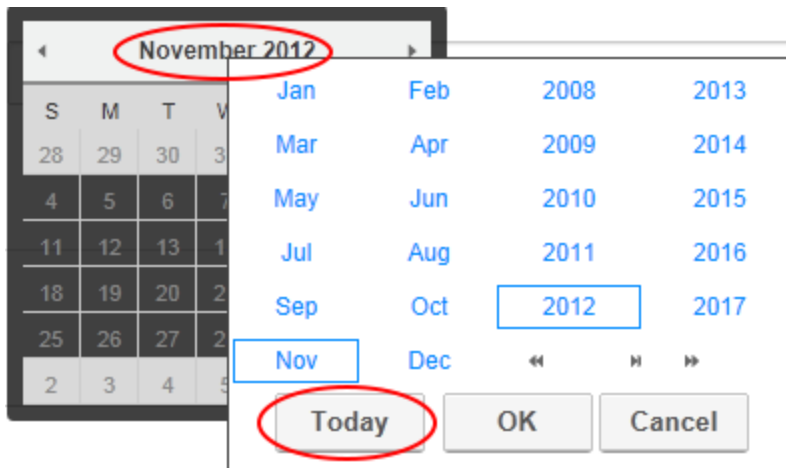 November 2012
S M T
28 29 30
4 5 6
11 12 13
18 19 20
25 26 27
2 3 4
Jan Feb 2008 2013
Mar Apr 2009 2014
May Jun 2010 2015
Jul Aug 2011 2016
Sep Oct 2012 2017
Nov Dec
Today OK Cancel